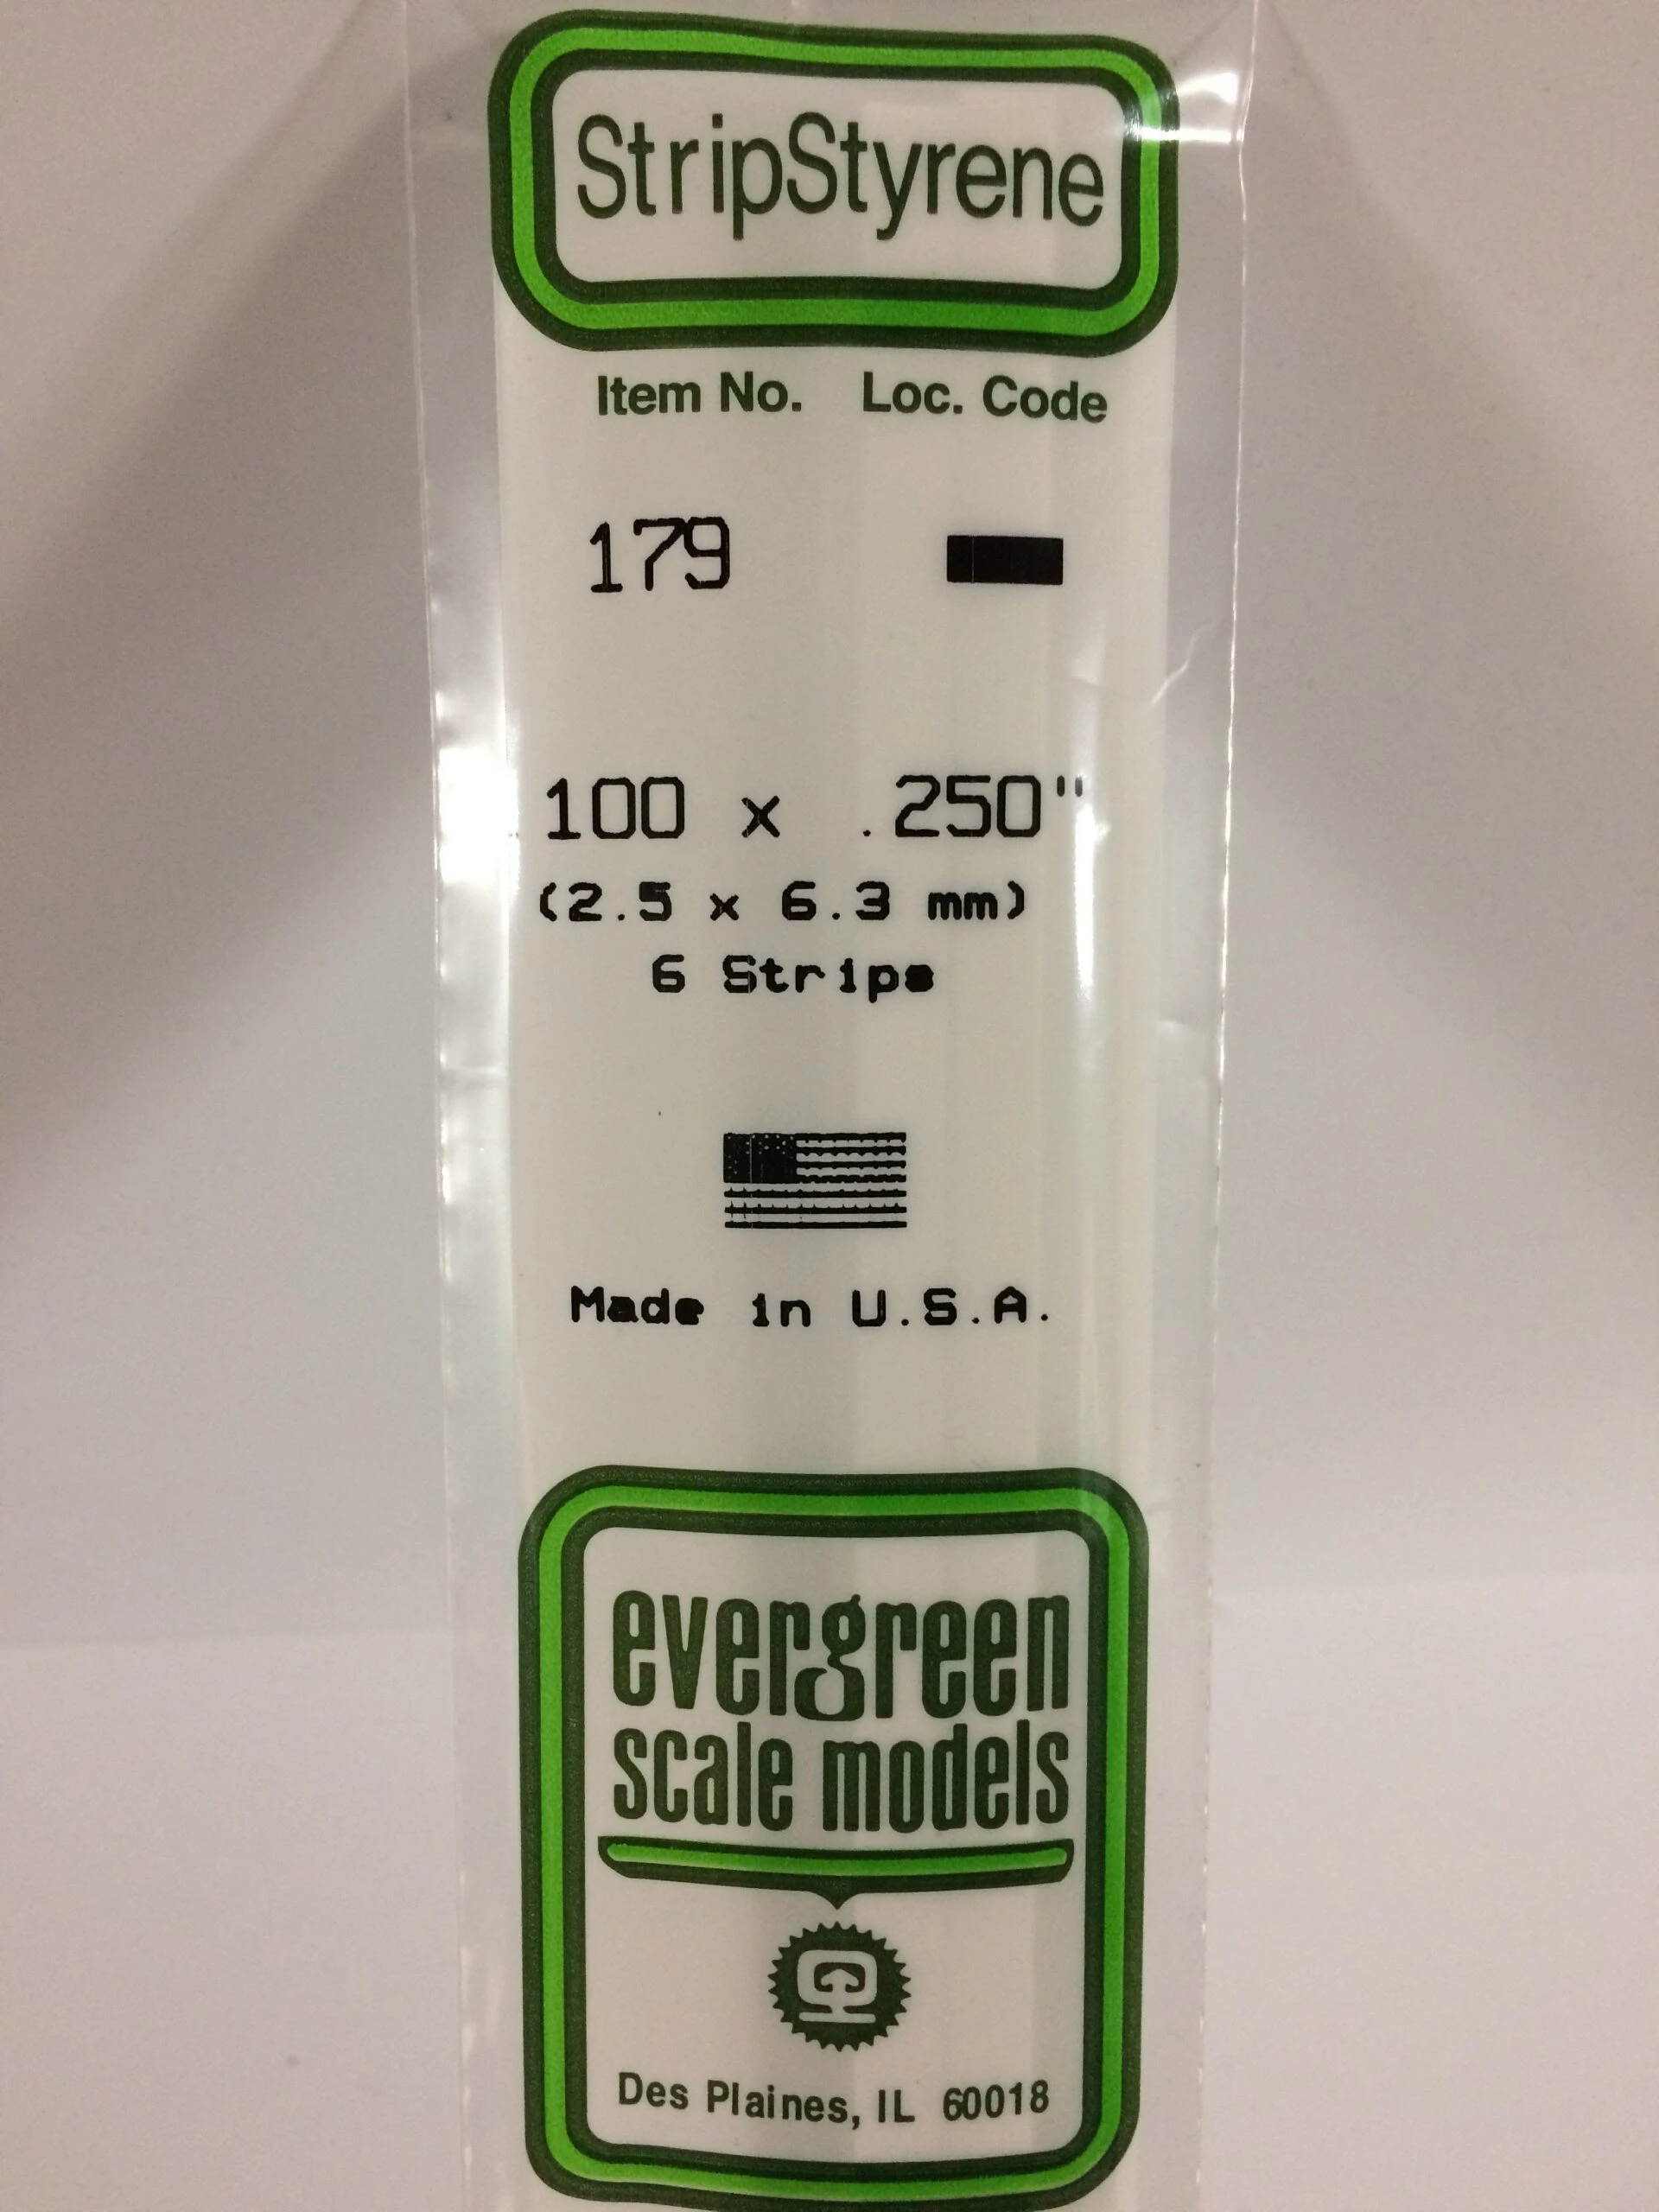 StripStyrene
Item No. Loc. Code
179
.100 x .250"
(2.5 x 6.3 mm)
6 Strips
Made in U.S.A.
evergreen
scale models
Des Plaines, IL 60018